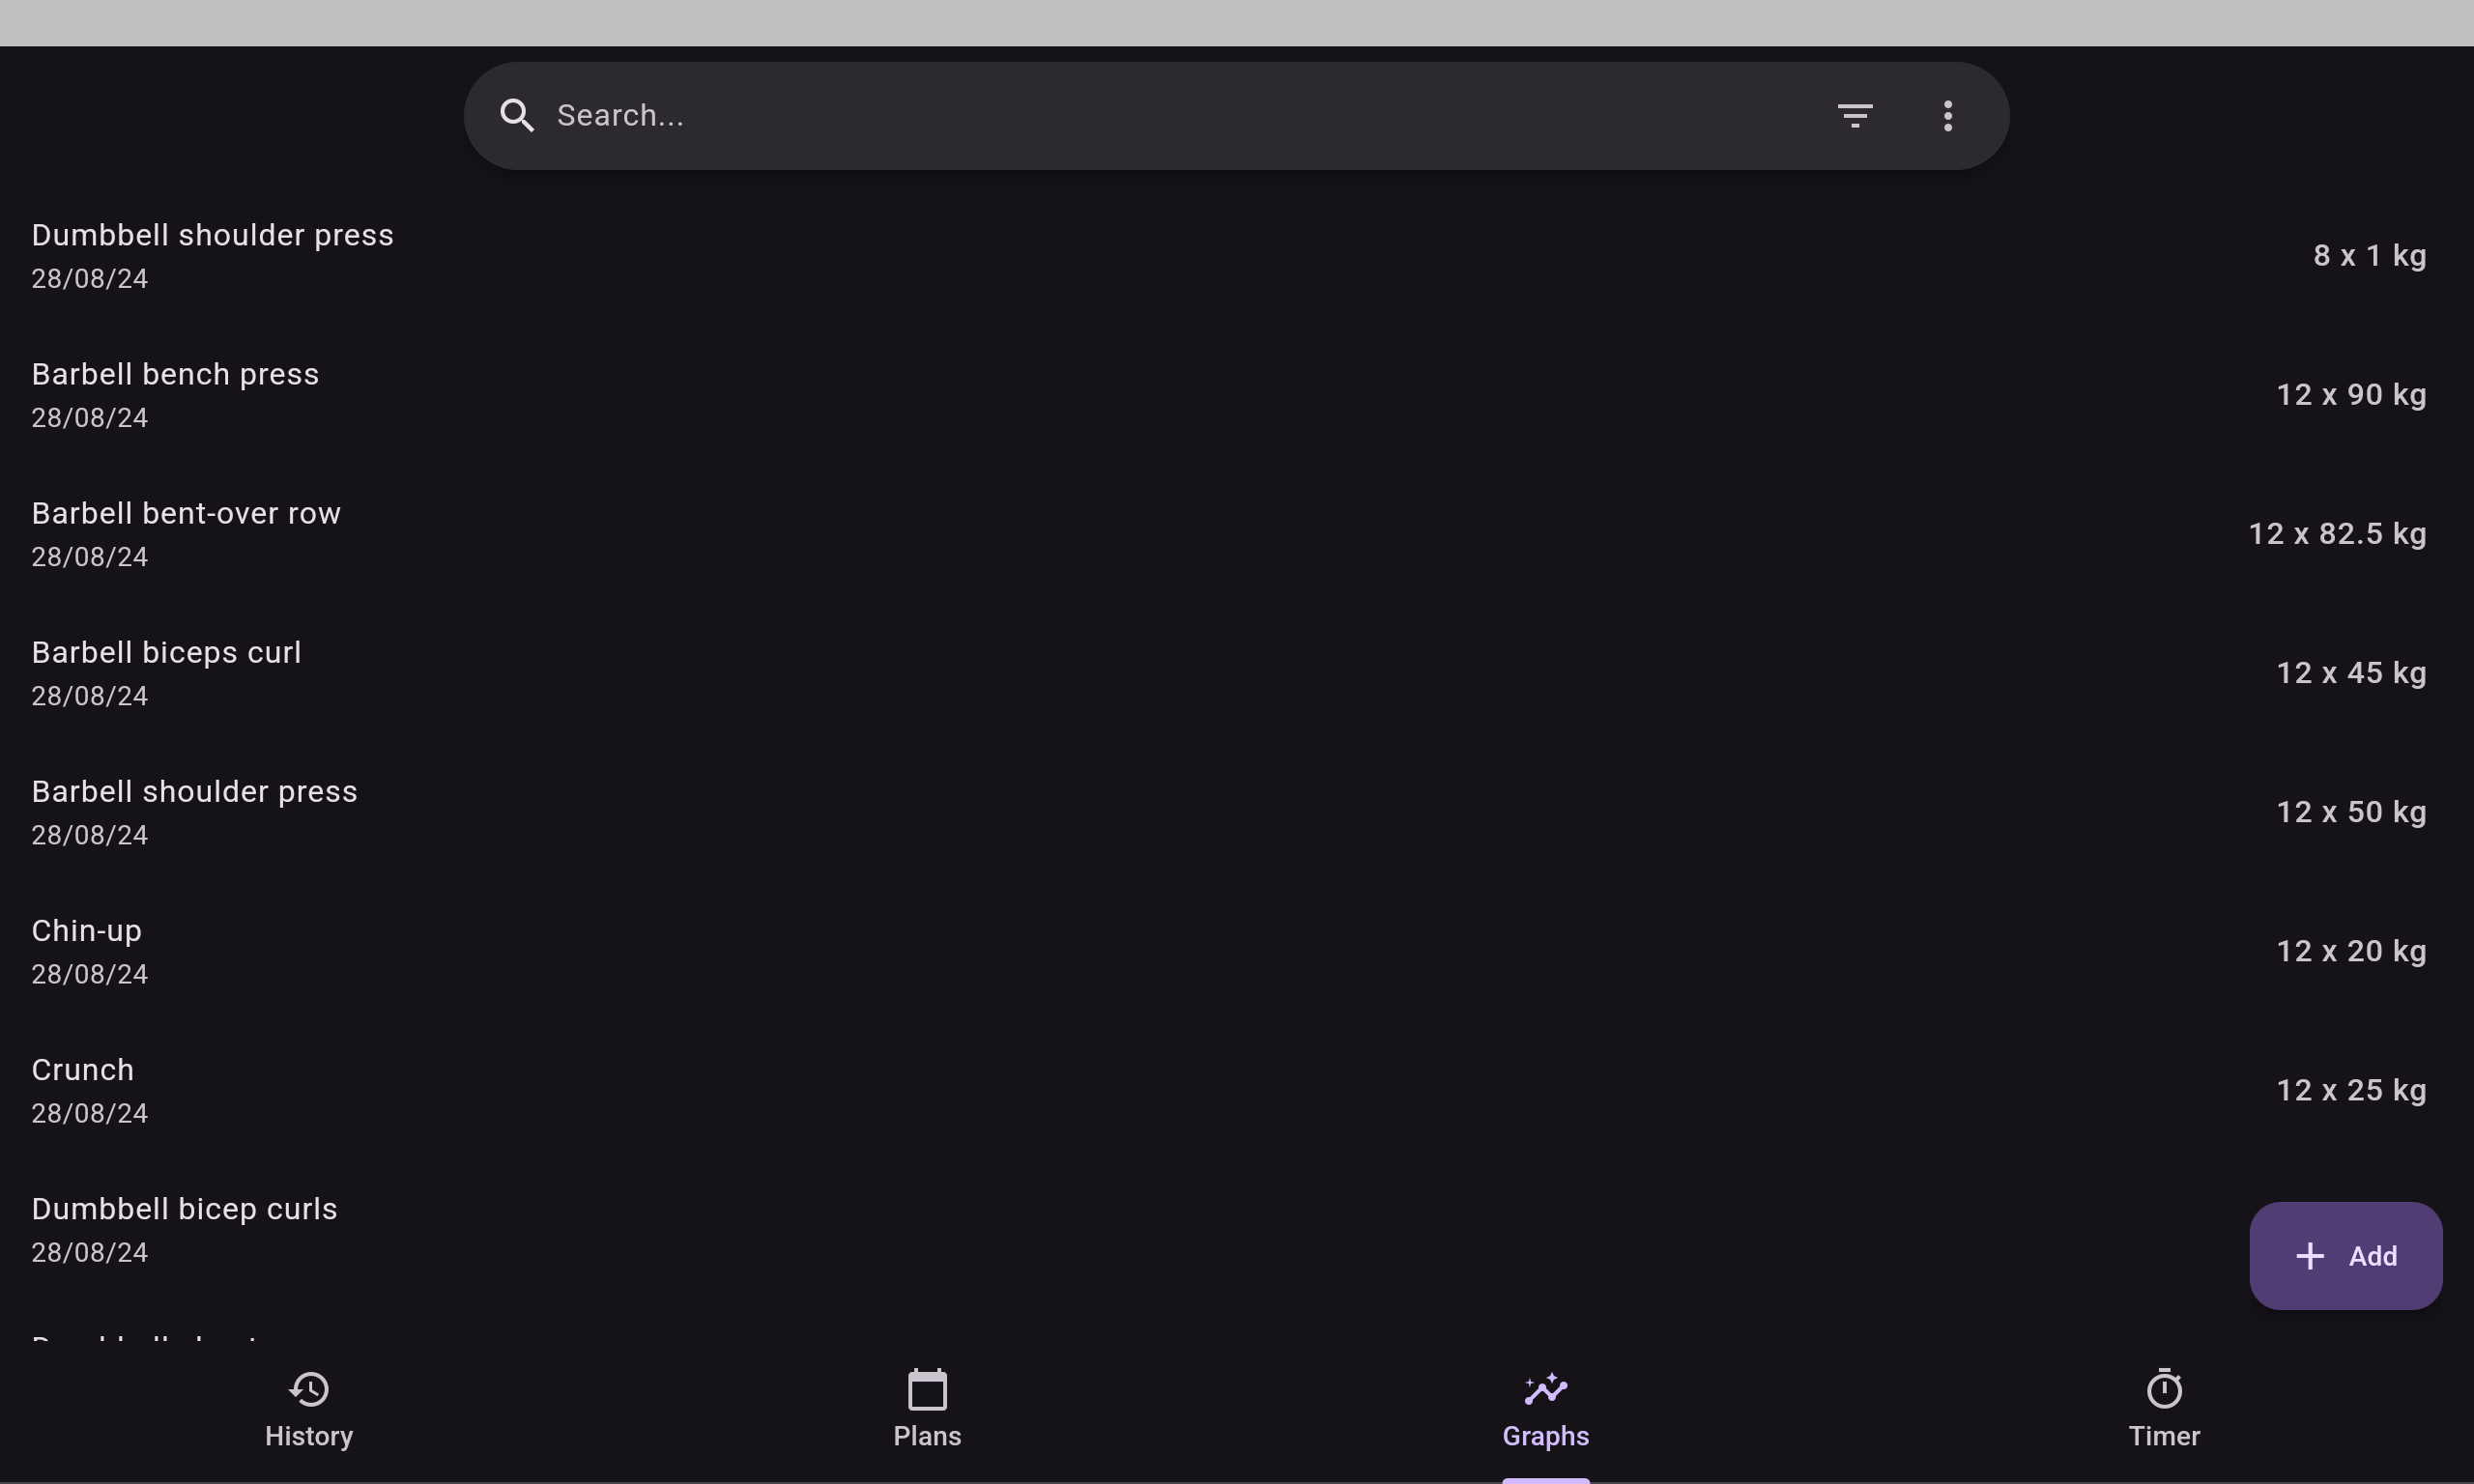 Search...
Dumbbell shoulder press
28/08/24
8 x 1 kg
Barbell bench press
28/08/24
12 x 90 kg
Barbell bent-over row
28/08/24
12 x 82.5 kg
Barbell biceps curl
28/08/24
12 x 45 kg
Barbell shoulder press
28/08/24
12 x 50 kg
Chin-up
28/08/24
12 x 20 kg
Crunch
28/08/24
12 x 25 kg
Dumbbell bicep curls
28/08/24
Add
History
Plans
Graphs
Timer